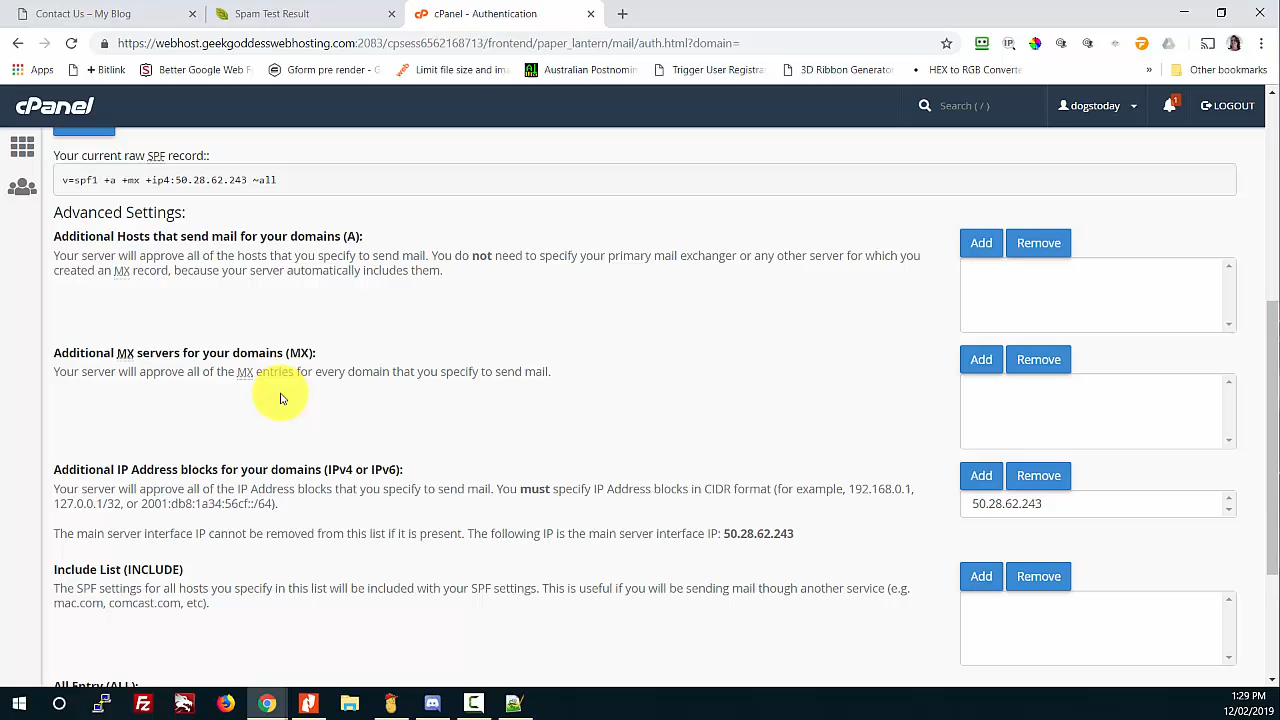 Contact Us – My Blog
Spam Test Result
cPanel - Authentication
https://webhost.geekgoddesswebhosting.com:2083/cpsess6562168713/frontend/paper_lantern/mail/auth.html?domain=
Apps
+ Bitlink
Better Google Web F
Gform pre render - G
Limit file size and ima
Australian Postnomin
Trigger User Registra
3D Ribbon Generator
HEX to RGB Converte
»
Other bookmarks
cPanel
Search ( / )
dogstoday
1
LOGOUT
Your current raw SPF record::
v=spf1 +a +mx +ip4:50.28.62.243 ~all
Advanced Settings:
Additional Hosts that send mail for your domains (A):
Your server will approve all of the hosts that you specify to send mail. You do not need to specify your primary mail exchanger or any other server for which you
created an MX record, because your server automatically includes them.
Add
Remove
Additional MX servers for your domains (MX):
Your server will approve all of the MX entries for every domain that you specify to send mail.
Add
Remove
Additional IP Address blocks for your domains (IPv4 or IPv6):
Your server will approve all of the IP Address blocks that you specify to send mail. You must specify IP Address blocks in CIDR format (for example, 192.168.0.1,
127.0.0.1/32, or 2001:db8:1a34:56cf::/64).
The main server interface IP cannot be removed from this list if it is present. The following IP is the main server interface IP: 50.28.62.243
Add
Remove
50.28.62.243
Include List (INCLUDE)
The SPF settings for all hosts you specify in this list will be included with your SPF settings. This is useful if you will be sending mail though another service (e.g.
mac.com, comcast.com, etc).
Add
Remove
All Entry (ALL):
1:29 PM
12/02/2019